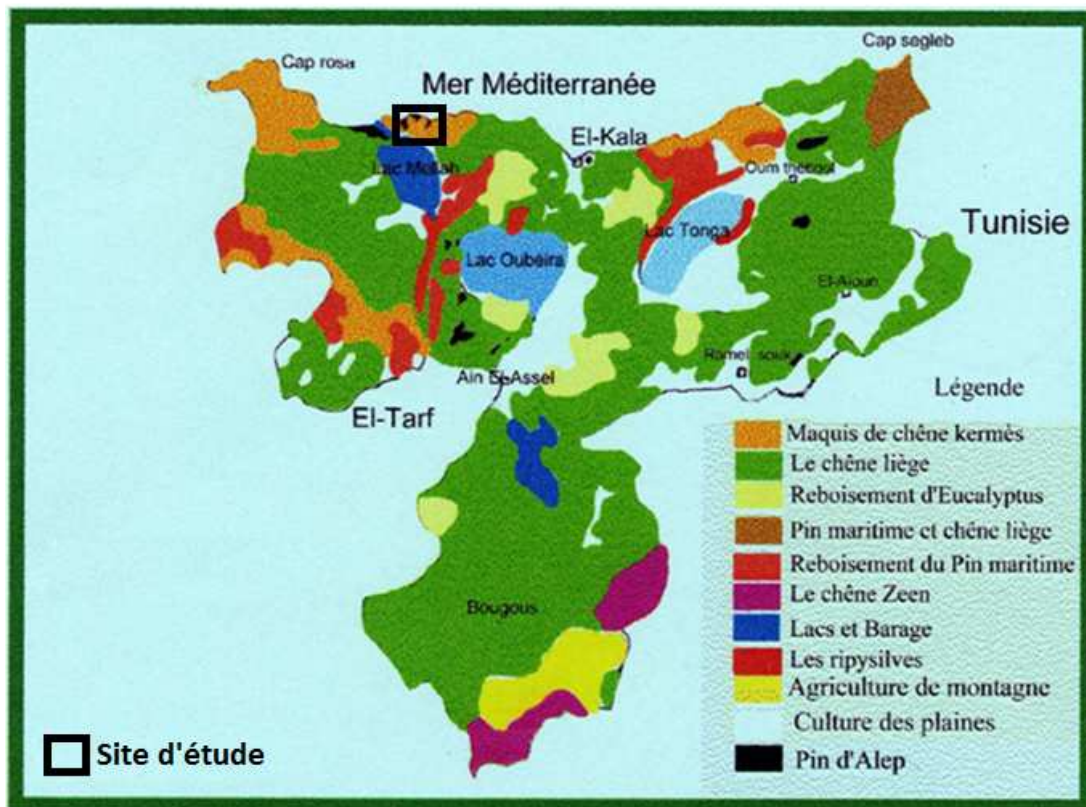 Cap rosa
Cap segleb
Mer Méditerranée
El-Kala
Lac Mellah
Oum théboul
Lac Tonga
Tunisie
Lac Oubéira
El-Aioun
Ramel souk
Ain El-Assel
El-Tarf
Bougous
Légende
Maquis de chêne kermès
Le chêne liège
Reboisement d'Eucalyptus
Pin maritime et chêne liège
Reboisement du Pin maritime
Le chêne Zeen
Lacs et Barage
Les ripysilves
Agriculture de montagne
Culture des plaines
Pin d'Alep
Site d'étude